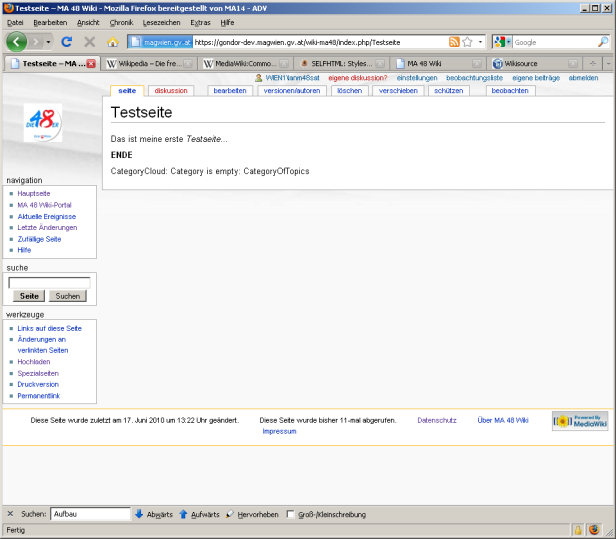 Testseite – MA 48 Wiki - Mozilla Firefox bereitgestellt von MA14 - ADV
Datei Bearbeiten Ansicht Chronik Lesezeichen Extras Hilfe
magwien.gv.at https://gondor-dev.magwien.gv.at/wiki-ma48/index.php/Testseite Google
Testseite – MA ... Wikipedia – Die fre... MediaWiki:Commo... SELFHTML: Styles... MA 48 Wiki Wikisource
WIEN1\anm48sat eigene diskussion? einstellungen beobachtungsliste eigene beiträge abmelden
seite diskussion bearbeiten versionen/autoren löschen verschieben schützen beobachten
Testseite
48
Das ist meine erste Testseite...
ENDE
CategoryCloud: Category is empty: CategoryOfTopics
navigation
Hauptseite
MA 48 Wiki-Portal
Aktuelle Ereignisse
Letzte Änderungen
Zufällige Seite
Hilfe
suche
Seite Suchen
werkzeuge
Links auf diese Seite
Änderungen an
verlinkten Seiten
Hochladen
Spezialseiten
Druckversion
Permanentlink
Diese Seite wurde zuletzt am 17. Juni 2010 um 13:22 Uhr geändert. Diese Seite wurde bisher 11-mal abgerufen. Datenschutz Über MA 48 Wiki
Impressum
Powered By
MediaWiki
Suchen: Aufbau Abwärts Aufwärts Hervorheben Groß-/Kleinschreibung
Fertig